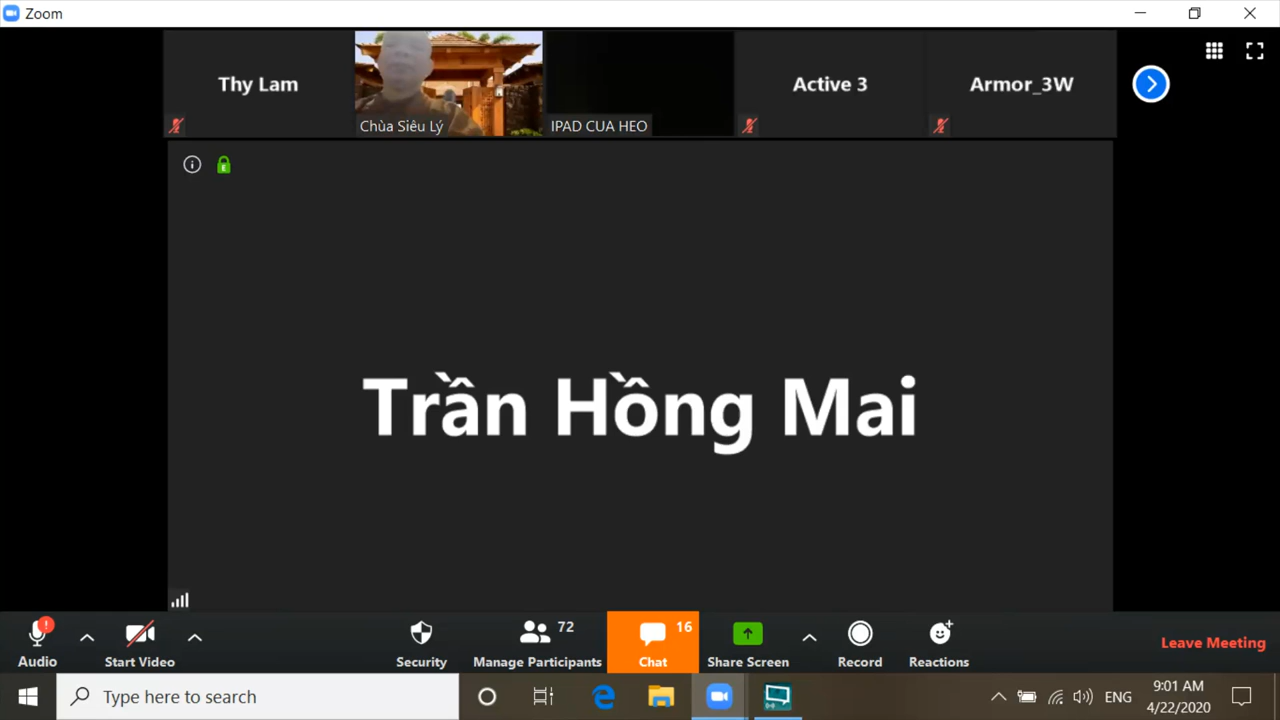 Zoom
Thy Lam
Chùa Siêu Lý
IPAD CUA HEO
Active 3
Armor_3W
Trần Hồng Mai
72
16
Audio
Start Video
Security
Manage Participants
Chat
Share Screen
Record
Reactions
Leave Meeting
Type here to search
ENG
9:01 AM
4/22/2020